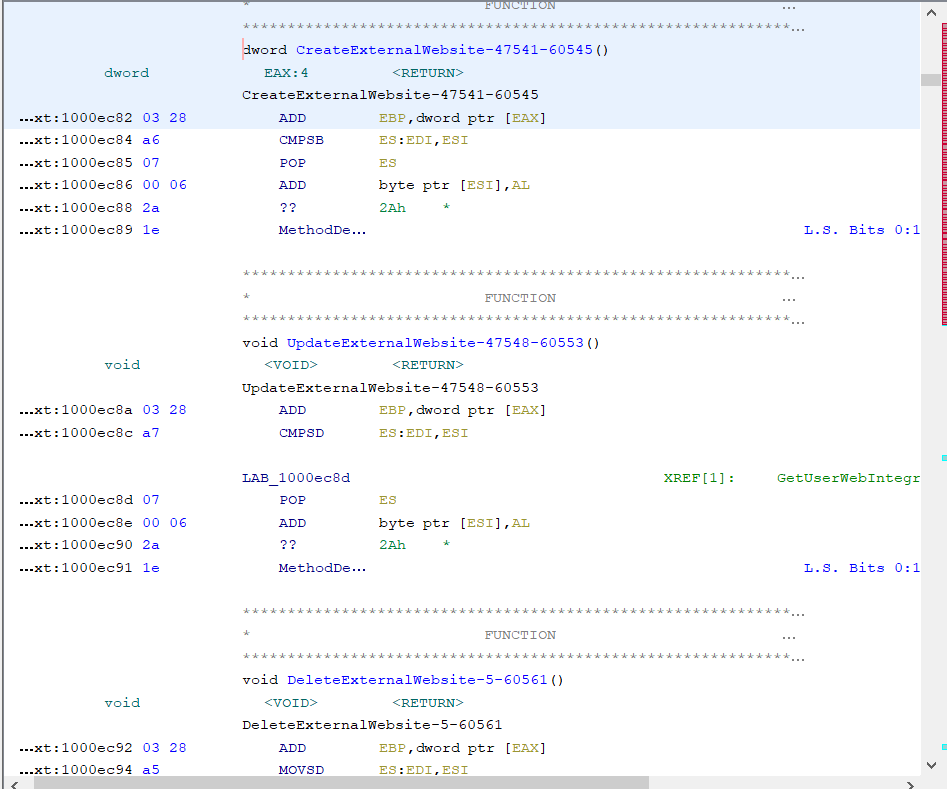 * FUNCTION ...
*************************************************************...
dword CreateExternalWebsite-47541-60545()
dword EAX:4 <RETURN>
CreateExternalWebsite-47541-60545
...xt:1000ec82 03 28 ADD EBP,dword ptr [EAX]
...xt:1000ec84 a6 CMPSB ES:EDI,ESI
...xt:1000ec85 07 POP ES
...xt:1000ec86 00 06 ADD byte ptr [ESI],AL
...xt:1000ec88 2a ?? 2Ah *
...xt:1000ec89 1e MethodDe... L.S. Bits 0:1
*************************************************************...
* FUNCTION ...
*************************************************************...
void UpdateExternalWebsite-47548-60553()
void <VOID> <RETURN>
UpdateExternalWebsite-47548-60553
...xt:1000ec8a 03 28 ADD EBP,dword ptr [EAX]
...xt:1000ec8c a7 CMPSD ES:EDI,ESI
LAB_1000ec8d XREF[1]: GetUserWebIntegr
...xt:1000ec8d 07 POP ES
...xt:1000ec8e 00 06 ADD byte ptr [ESI],AL
...xt:1000ec90 2a ?? 2Ah *
...xt:1000ec91 1e MethodDe... L.S. Bits 0:1
*************************************************************...
* FUNCTION ...
*************************************************************...
void DeleteExternalWebsite-5-60561()
void <VOID> <RETURN>
DeleteExternalWebsite-5-60561
...xt:1000ec92 03 28 ADD EBP,dword ptr [EAX]
...xt:1000ec94 a5 MOVSD ES:EDI,ESI